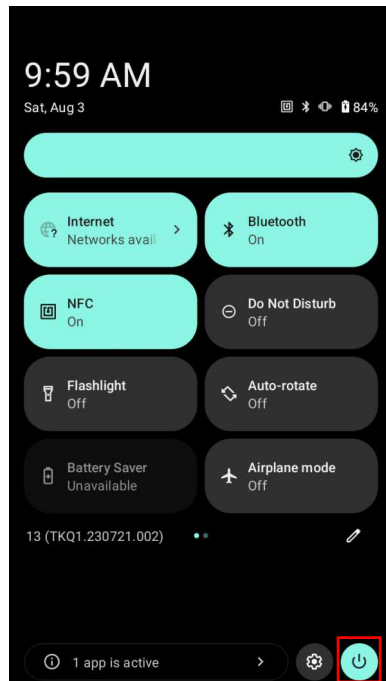 9:59 AM
Sat, Aug 3
84%
Internet
Networks avail
Bluetooth
On
NFC
On
Do Not Disturb
Off
Flashlight
Off
Auto-rotate
Off
Battery Saver
Unavailable
Airplane mode
Off
13 (TKQ1.230721.002)
1 app is active